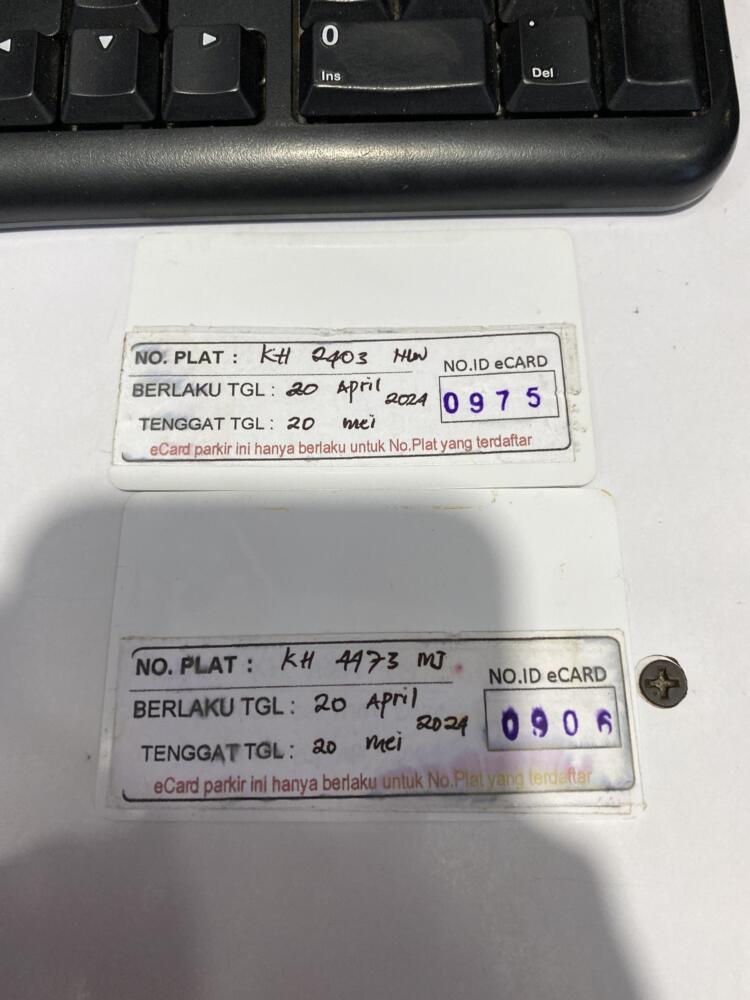 0
Ins
Del
NO. PLAT : KH 2403 HW
BERLAKU TGL : 20 April 2024
TENGGAT TGL : 20 mei
NO.ID eCARD
0975
eCard parkir ini hanya berlaku untuk No.Plat yang terdaftar
NO. PLAT : KH 4473 MJ
BERLAKU TGL : 20 April 2024
TENGGAT TGL : 20 mei
NO.ID eCARD
0906
eCard parkir ini hanya berlaku untuk No.Plat yang terdaftar